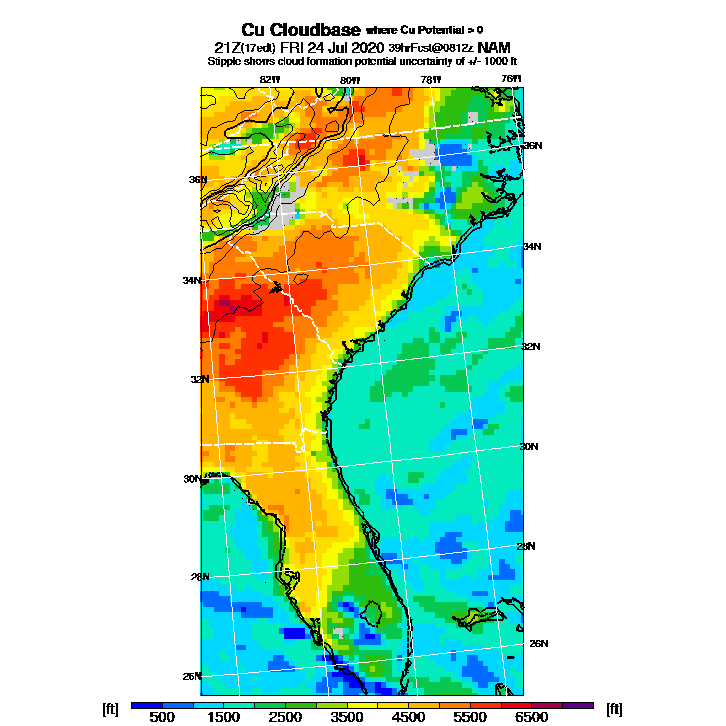 Cu Cloudbase where Cu Potential > 0
21Z(17edt) FRI 24 Jul 2020 39hrFcst@0812z NAM
Stipple shows cloud formation potential uncertainty of +/- 1000 ft
82W 80W 78W 76W
36N
36N
34N
34N
32N
32N
30N
30N
28N
28N
26N
26N
[ft] 500 1500 2500 3500 4500 5500 6500 [ft]